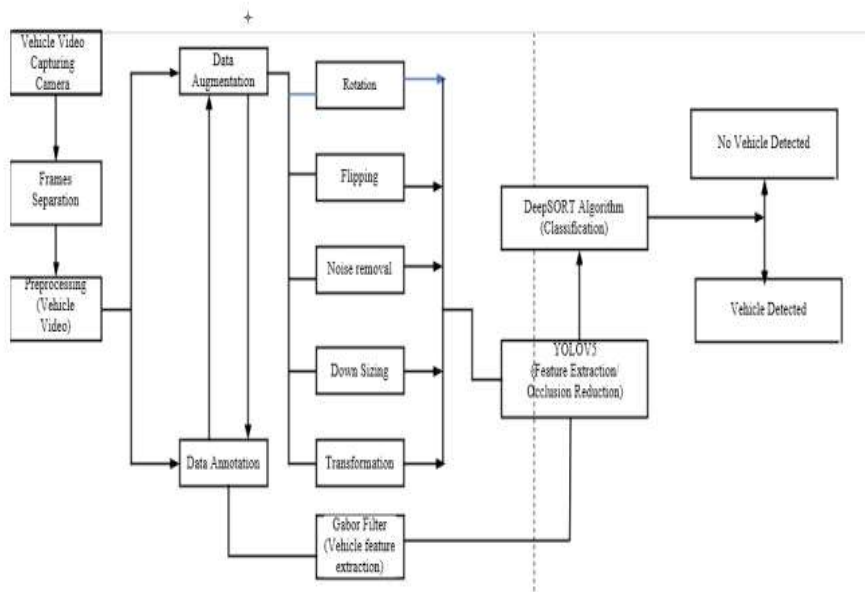 Vehicle Video
Capturing
Camera
Frames
Separation
Preprocessing
(Vehicle
Video)
Data
Augmentation
Data Annotation
Rotation
Flipping
Noise removal
Down Sizing
Transformation
Gabor Filter
(Vehicle feature
extraction)
DeepSORT Algorithm
(Classification)
YOLOV5
(Feature Extraction/
Occlusion Reduction)
No Vehicle Detected
Vehicle Detected